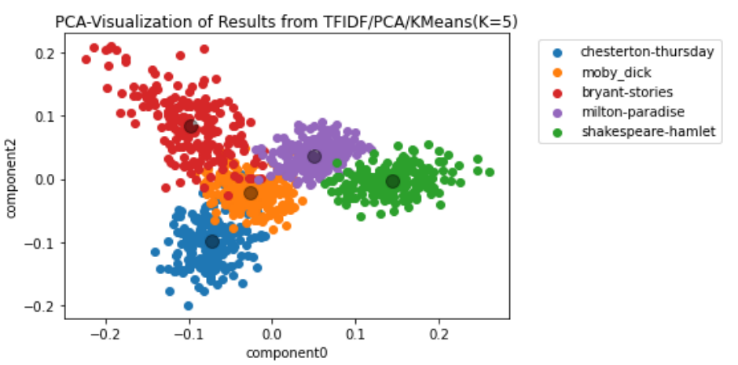 PCA-Visualization of Results from TFIDF/PCA/KMeans(K=5)
chesterton-thursday
moby_dick
bryant-stories
milton-paradise
shakespeare-hamlet
component2
0.2
0.1
0.0
−0.1
−0.2
−0.2 −0.1 0.0 0.1 0.2
component0